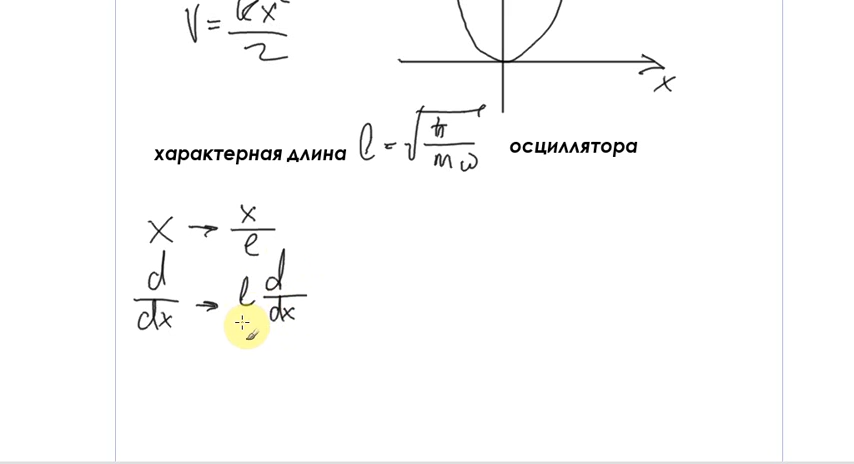 V = kx²/2
x
характерная длина l = √(ħ/mω) осциллятора
x → x/l
d/dx → l d/dx